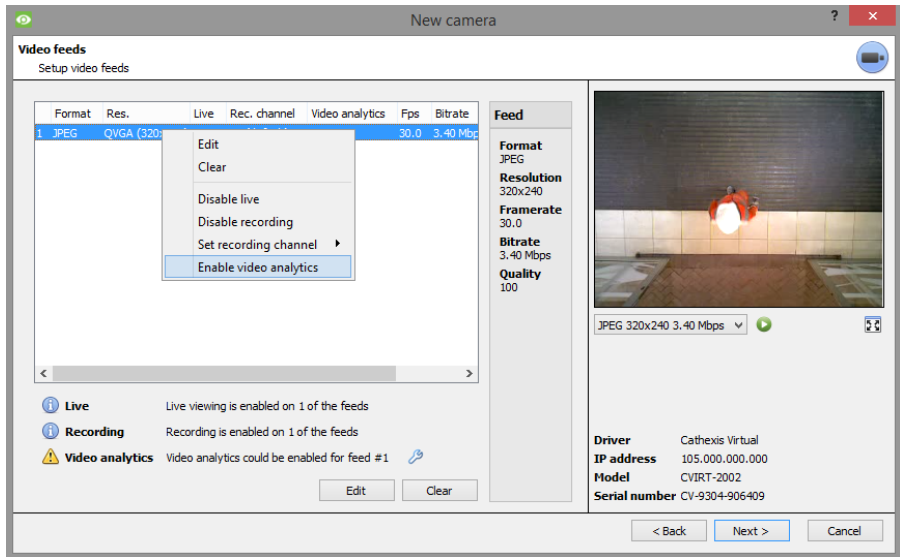 New camera
?
Video feeds
Setup video feeds
Format Res. Live Rec. channel Video analytics Fps Bitrate
1 JPEG QVGA (320: 30.0 3.40 Mbp
Edit
Clear
Disable live
Disable recording
Set recording channel
Enable video analytics
Feed
Format
JPEG
Resolution
320x240
Framerate
30.0
Bitrate
3.40 Mbps
Quality
100
JPEG 320x240 3.40 Mbps
Live Live viewing is enabled on 1 of the feeds
Recording Recording is enabled on 1 of the feeds
Video analytics Video analytics could be enabled for feed #1
Edit Clear
Driver Cathexis Virtual
IP address 105.000.000.000
Model CVIRT-2002
Serial number CV-9304-906409
< Back Next > Cancel